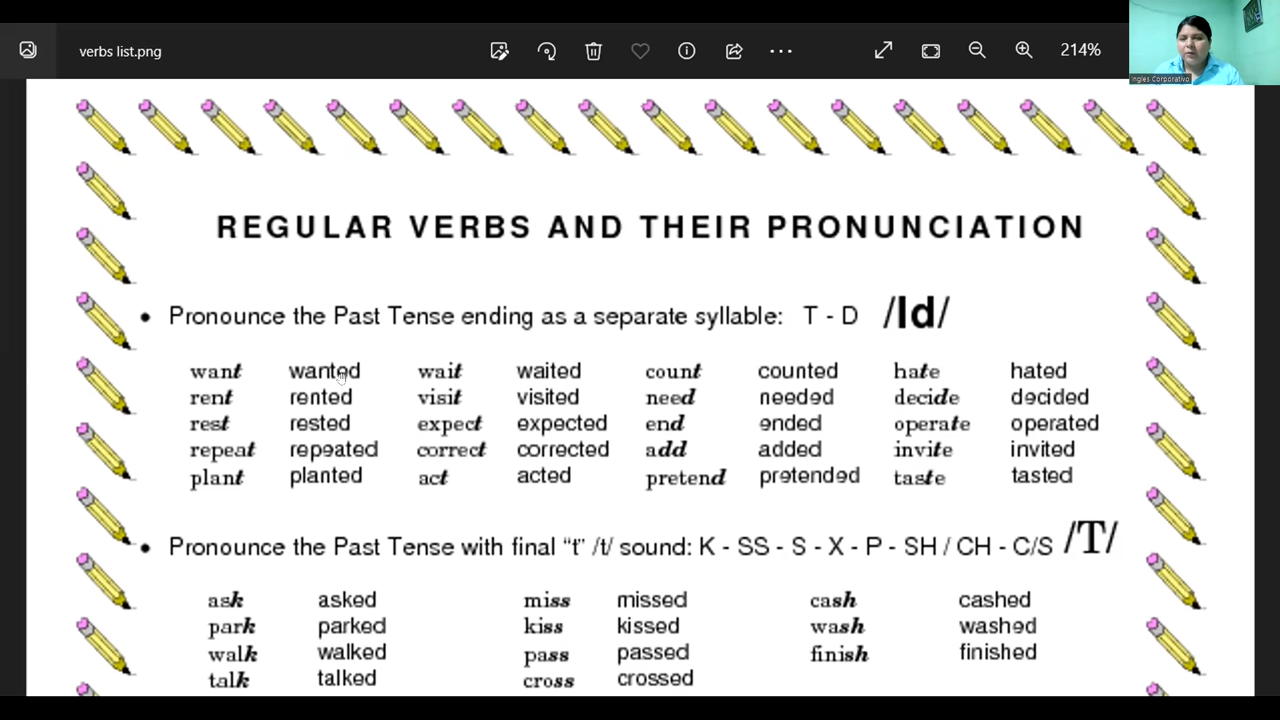 verbs list.png
214%
Ingles Corporativo
REGULAR VERBS AND THEIR PRONUNCIATION
• Pronounce the Past Tense ending as a separate syllable: T - D /Id/
want wanted wait waited count counted hate hated
rent rented visit visited need needed decide decided
rest rested expect expected end ended operate operated
repeat repeated correct corrected add added invite invited
plant planted act acted pretend pretended taste tasted
• Pronounce the Past Tense with final “t” /t/ sound: K - SS - S - X - P - SH / CH - C/S /T/
ask asked miss missed cash cashed
park parked kiss kissed wash washed
walk walked pass passed finish finished
talk talked cross crossed